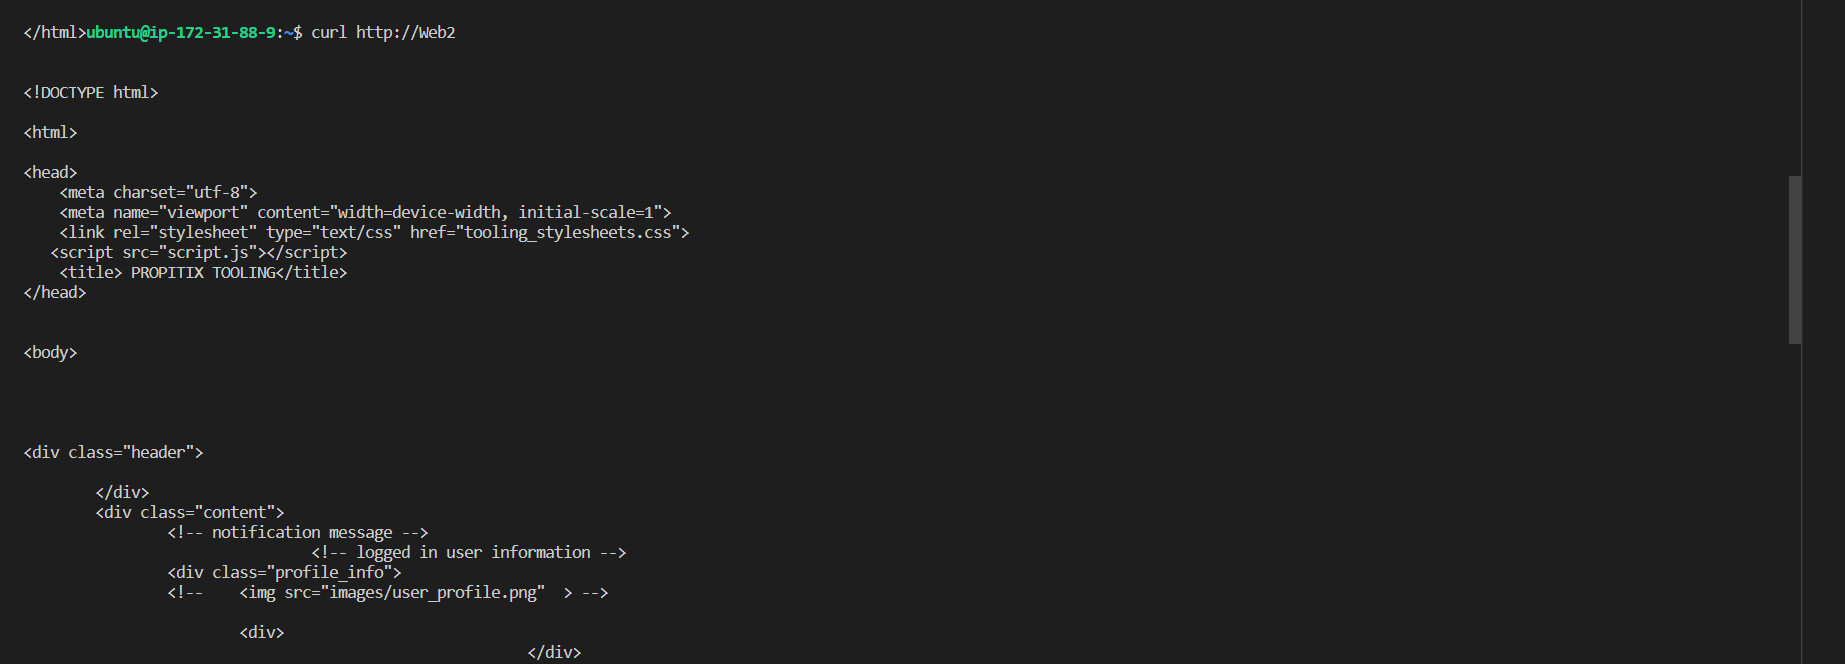 </html>ubuntu@ip-172-31-88-9:~$ curl http://Web2
<!DOCTYPE html>
<html>
<head>
    <meta charset="utf-8">
    <meta name="viewport" content="width=device-width, initial-scale=1">
    <link rel="stylesheet" type="text/css" href="tooling_stylesheets.css">
   <script src="script.js"></script>
    <title> PROPITIX TOOLING</title>
</head>
<body>
<div class="header">
        </div>
        <div class="content">
                <!-- notification message -->
                                <!-- logged in user information -->
                <div class="profile_info">
                <!--    <img src="images/user_profile.png"  > -->
                        <div>
                                                        </div>